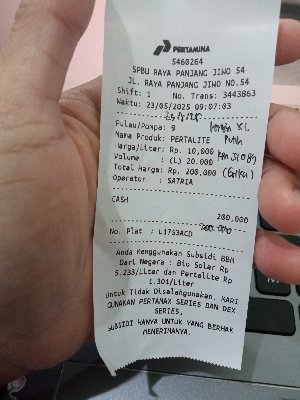 PERTAMINA
5460264
SPBU RAYA PANJANG JIWO 54
JL. RAYA PANJANG JIWO NO.54
Shift: 1 No. Trans: 3443863
Waktu: 23/05/2025 09:07:03
Pulau/Pompa: 9
Nama Produk: PERTALITE
Harga/Liter: Rp. 10,000
Volume : (L) 20.000
Total Harga: Rp. 200,000
Operator : SATRIA
CASH
200.000
No. Plat : L1753ACD
Anda Menggunakan Subsidi BBM
Dari Negara : Bio Solar Rp
5.233/Liter dan Pertalite Rp
1.301/Liter
Untuk Tidak Disalahgunakan. MARI
GUNAKAN PERTAMAX SERIES DAN DEX
SERIES.
SUBSIDI HANYA UNTUK YANG BERHAK
MENERIMANYA.